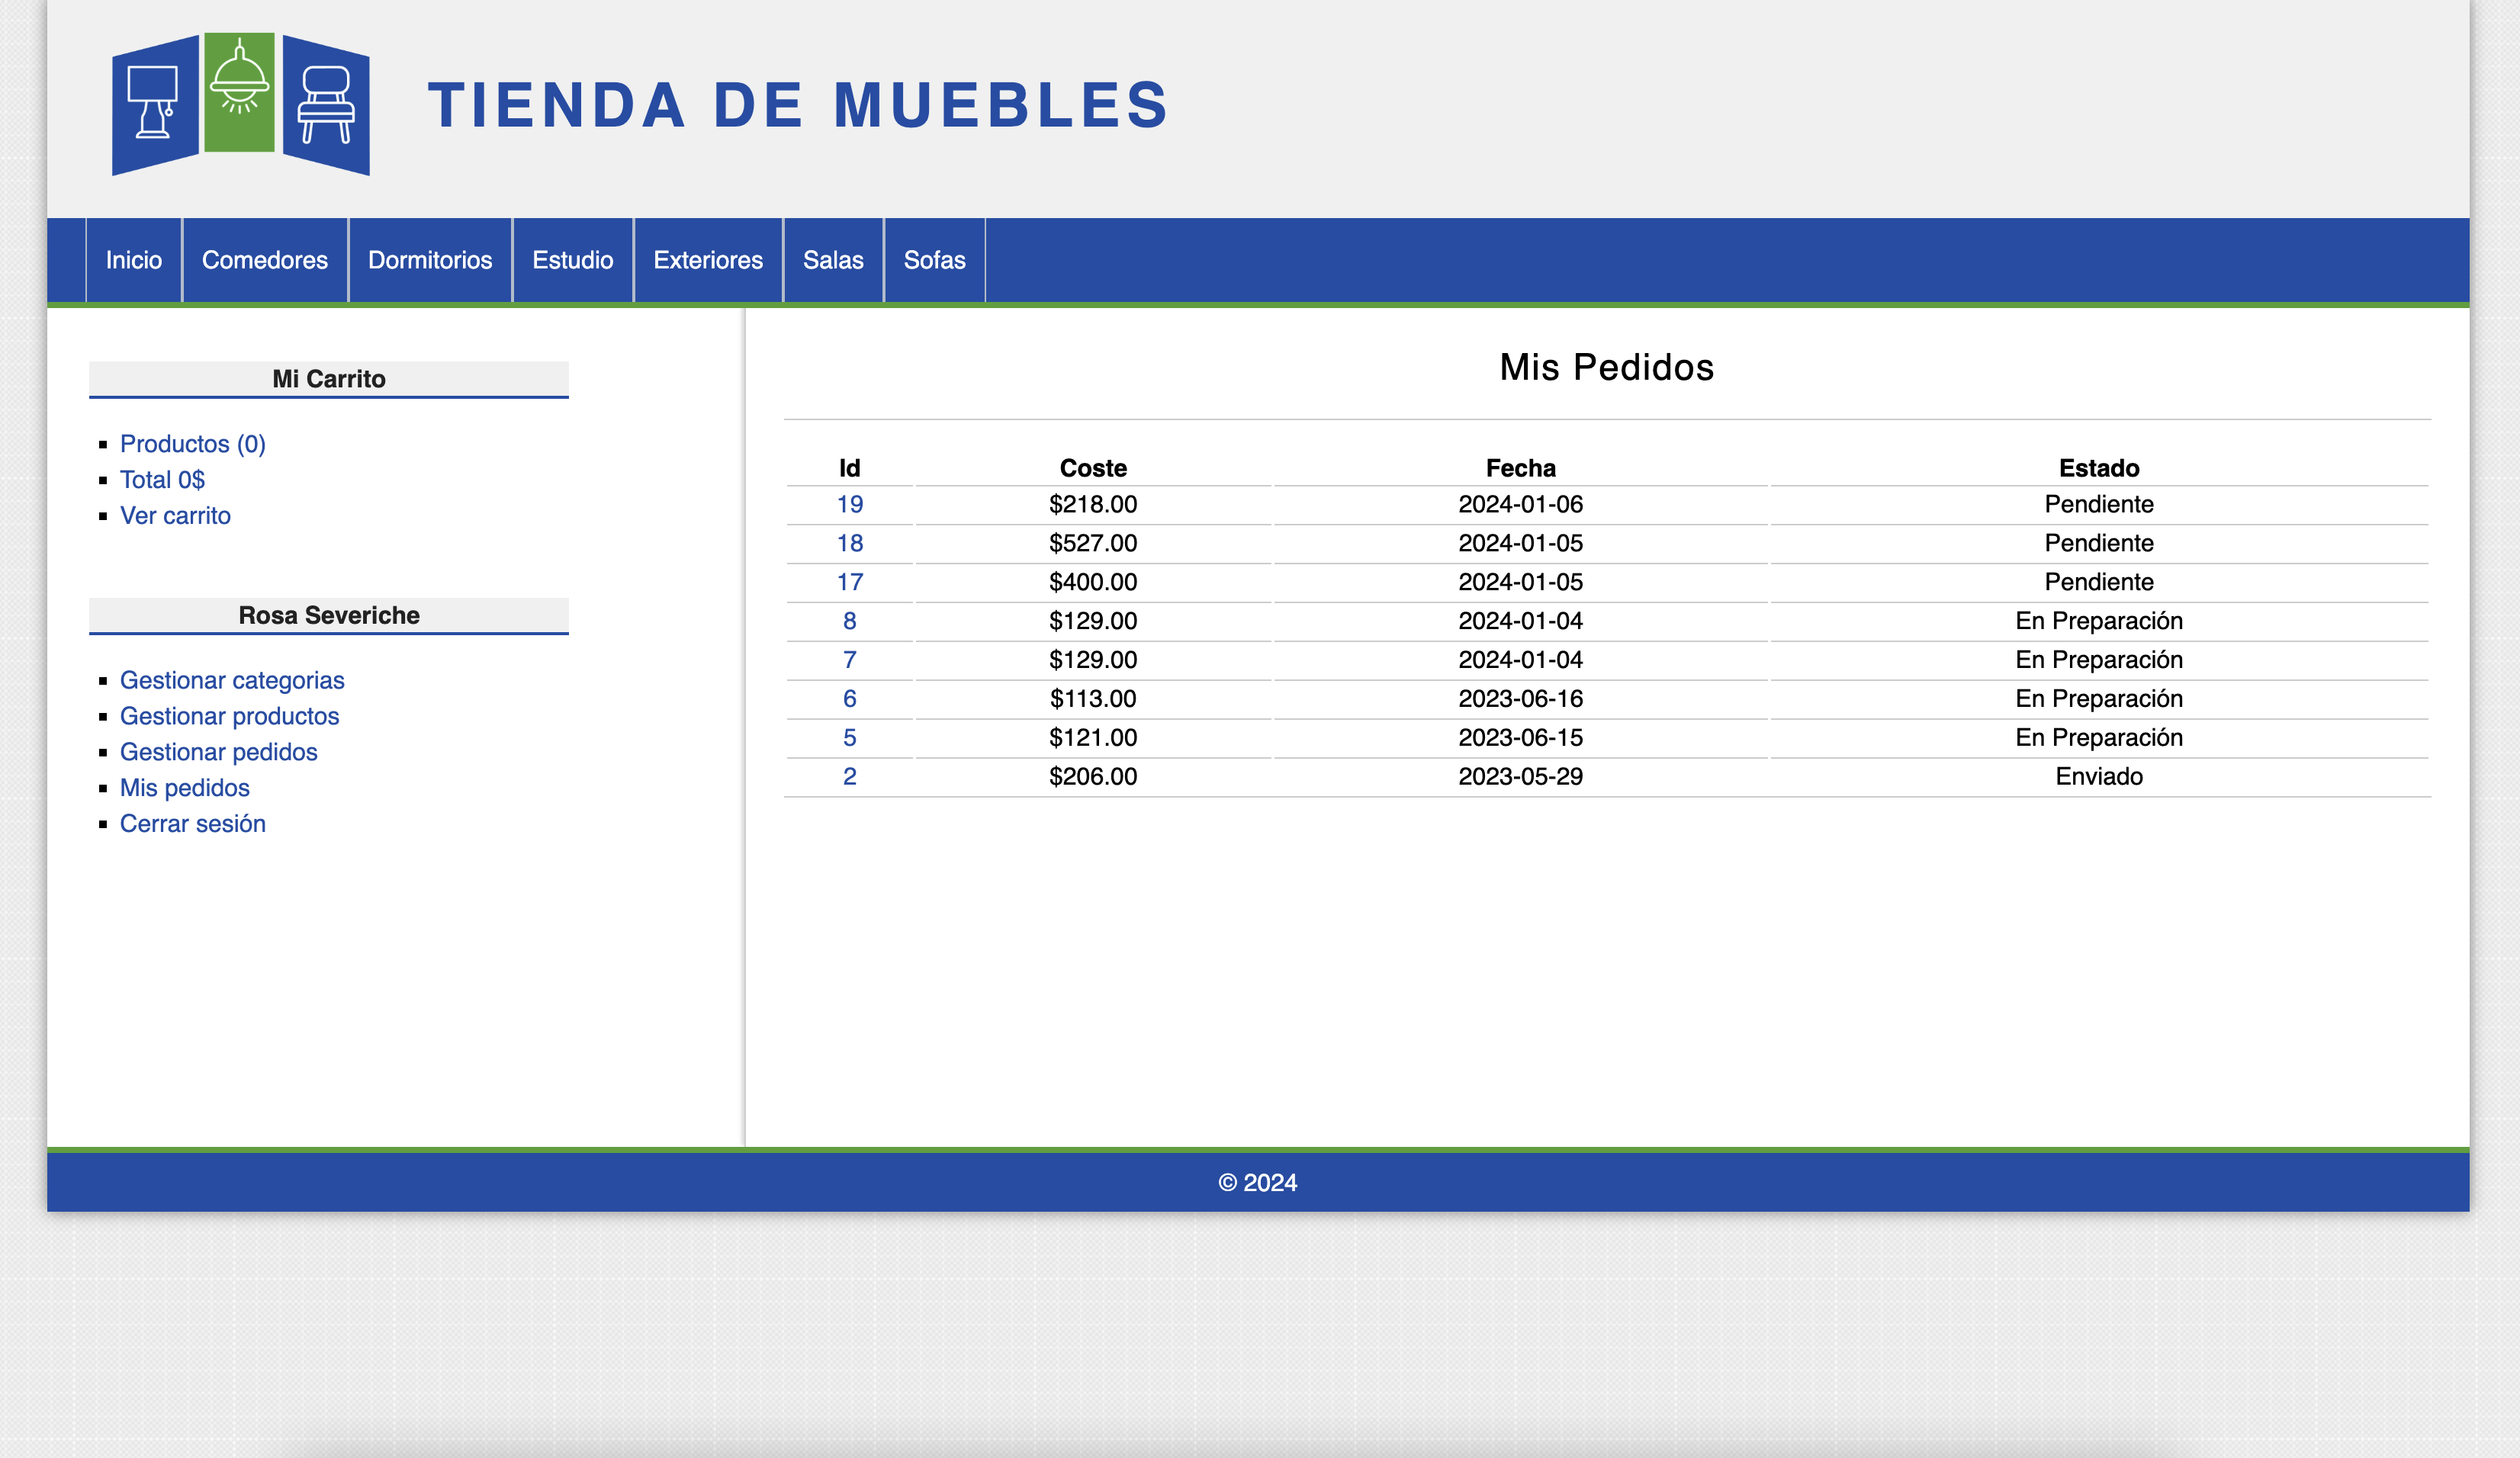 TIENDA DE MUEBLES
Inicio Comedores Dormitorios Estudio Exteriores Salas Sofas
Mi Carrito
Productos (0)
Total 0$
Ver carrito
Rosa Severiche
Gestionar categorias
Gestionar productos
Gestionar pedidos
Mis pedidos
Cerrar sesión
Mis Pedidos
Id Coste Fecha Estado
19 $218.00 2024-01-06 Pendiente
18 $527.00 2024-01-05 Pendiente
17 $400.00 2024-01-05 Pendiente
8 $129.00 2024-01-04 En Preparación
7 $129.00 2024-01-04 En Preparación
6 $113.00 2023-06-16 En Preparación
5 $121.00 2023-06-15 En Preparación
2 $206.00 2023-05-29 Enviado
© 2024